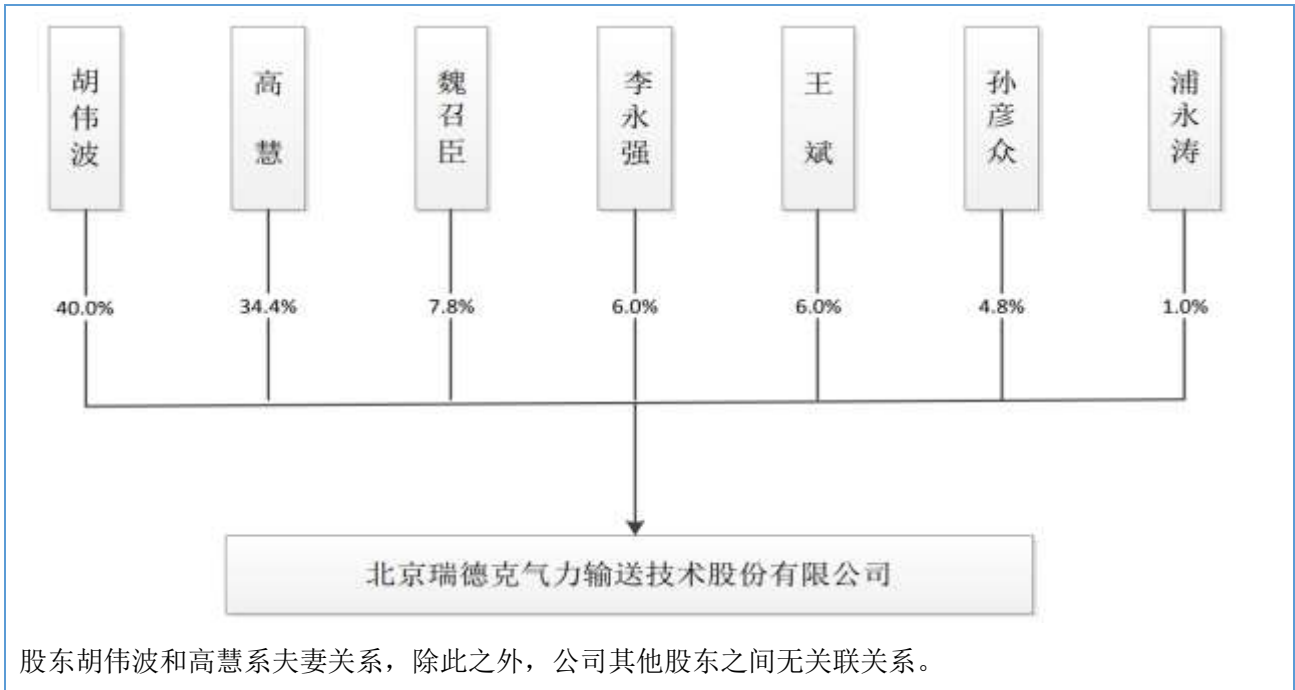 胡伟波
高慧
魏召臣
李永强
王斌
孙彦众
浦永涛
40.0%
34.4%
7.8%
6.0%
6.0%
4.8%
1.0%
北京瑞德克气力输送技术股份有限公司
股东胡伟波和高慧系夫妻关系，除此之外，公司其他股东之间无关联关系。